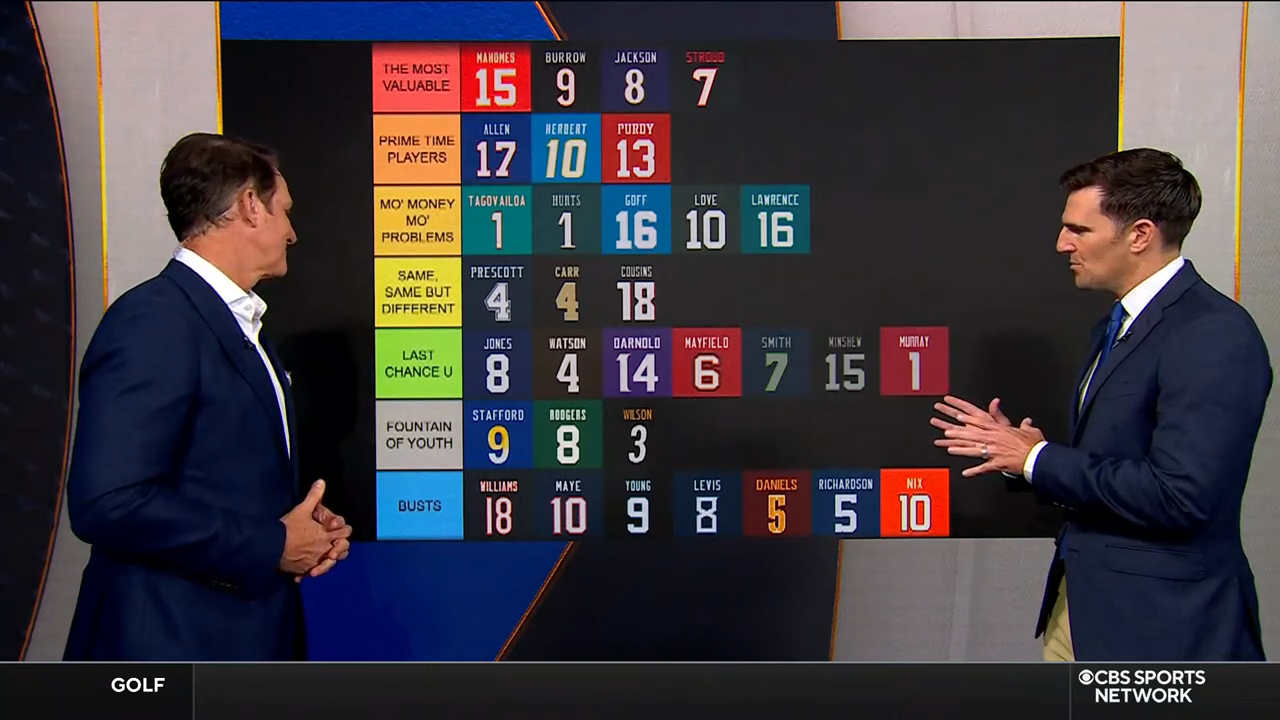 THE MOST
VALUABLE
MAHOMES
15
BURROW
9
JACKSON
8
STROUD
7
PRIME TIME
PLAYERS
ALLEN
17
HERBERT
10
PURDY
13
MO' MONEY
MO'
PROBLEMS
TAGOVAILOA
1
HURTS
1
GOFF
16
LOVE
10
LAWRENCE
16
SAME,
SAME BUT
DIFFERENT
PRESCOTT
4
CARR
4
COUSINS
18
LAST
CHANCE U
JONES
8
WATSON
4
DARNOLD
14
MAYFIELD
6
SMITH
7
MINSHEW
15
MURRAY
1
FOUNTAIN
OF YOUTH
STAFFORD
9
RODGERS
8
WILSON
3
BUSTS
WILLIAMS
18
MAYE
10
YOUNG
9
LEVIS
8
DANIELS
5
RICHARDSON
5
NIX
10
GOLF
CBS SPORTS
NETWORK